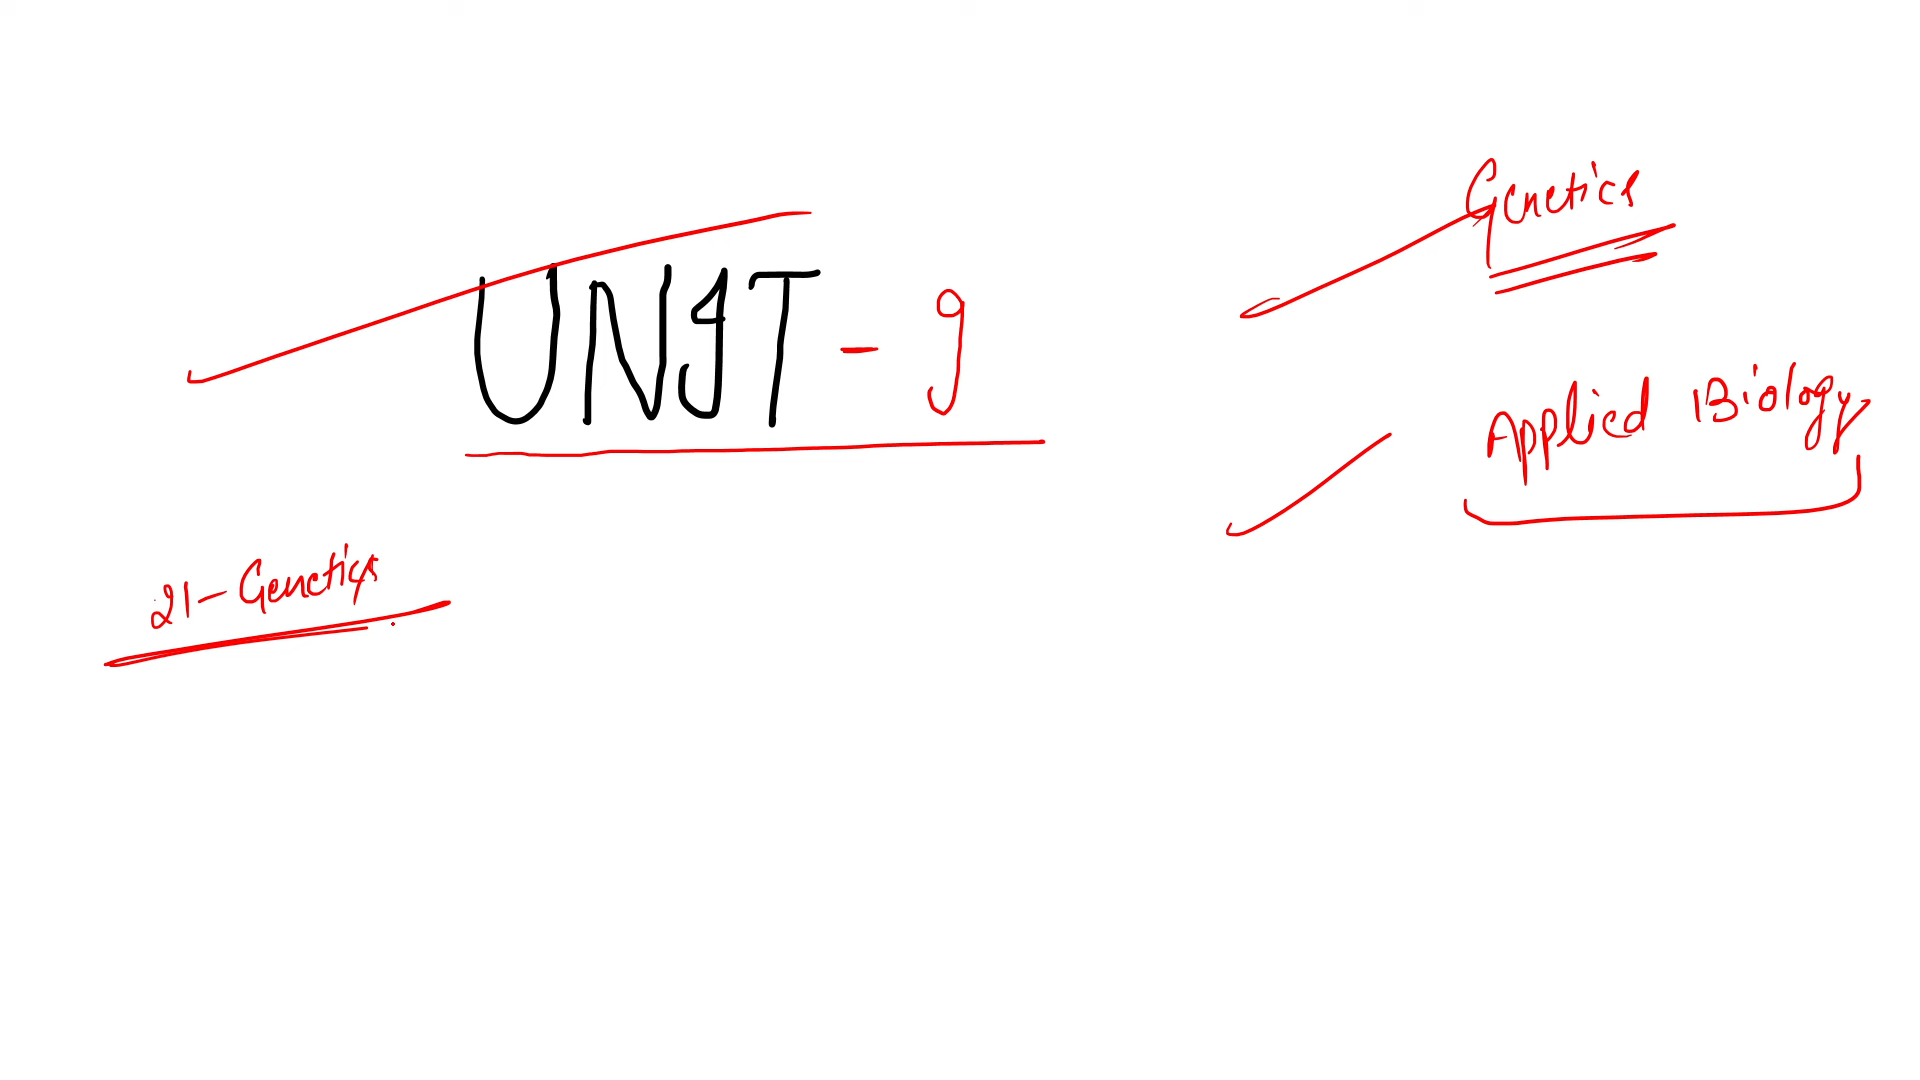 Genetics
UNIT - 9
Applied Biology
21- Genetics